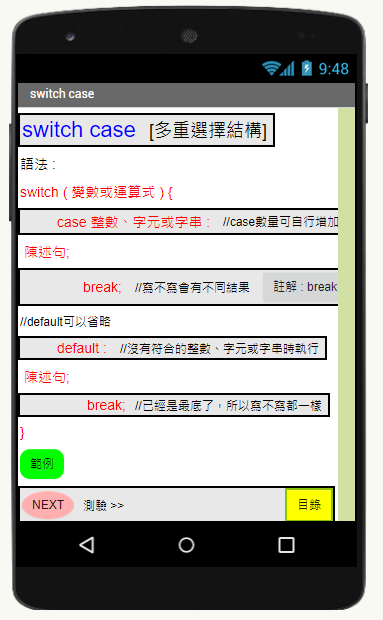 9:48
switch case
switch case [多重選擇結構]
語法 :
switch ( 變數或運算式 ) {
case 整數、字元或字串 : //case數量可自行增加
陳述句;
break; //寫不寫會有不同結果 註解 : break
//default可以省略
default : //沒有符合的整數、字元或字串時執行
陳述句;
break; //已經是最底了，所以寫不寫都一樣
}
範例
NEXT 測驗 >> 目錄